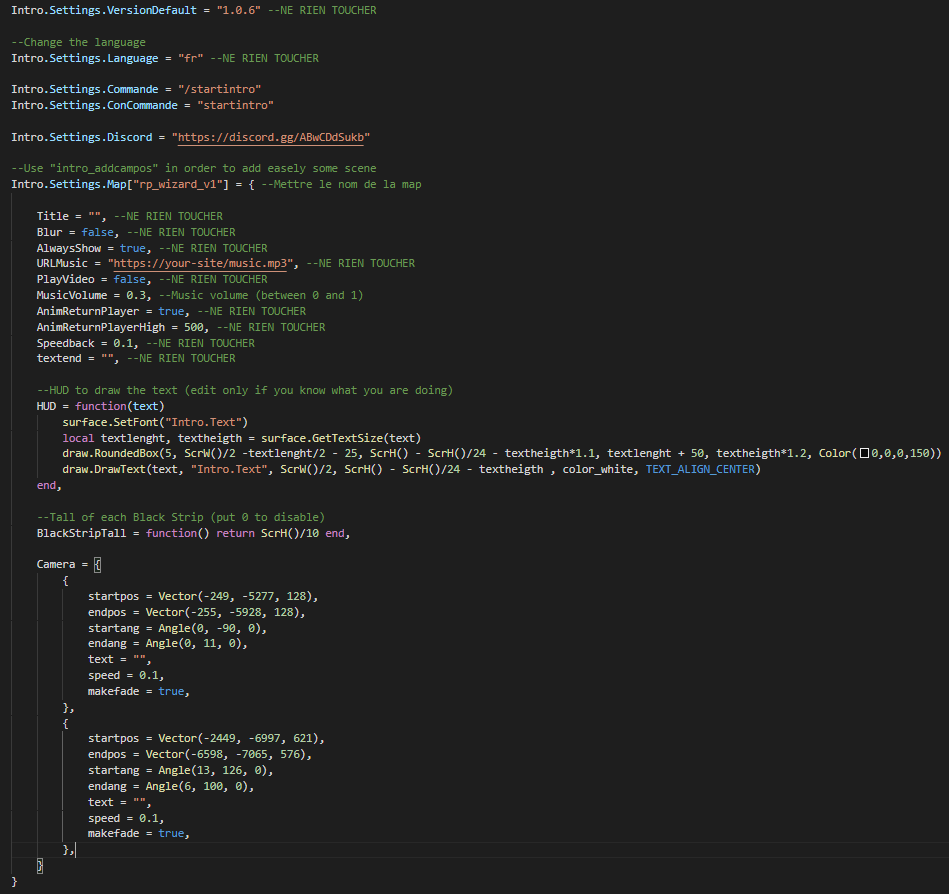 Intro.Settings.VersionDefault = "1.0.6" --NE RIEN TOUCHER
--Change the language
Intro.Settings.Language = "fr" --NE RIEN TOUCHER
Intro.Settings.Commande = "/startintro"
Intro.Settings.ConCommande = "startintro"
Intro.Settings.Discord = "https://discord.gg/ABwCDdSukb"
--Use "intro_addcampos" in order to add easely some scene
Intro.Settings.Map["rp_wizard_v1"] = { --Mettre le nom de la map
Title = "", --NE RIEN TOUCHER
Blur = false, --NE RIEN TOUCHER
AlwaysShow = true, --NE RIEN TOUCHER
URLMusic = "https://your-site/music.mp3", --NE RIEN TOUCHER
PlayVideo = false, --NE RIEN TOUCHER
MusicVolume = 0.3, --Music volume (between 0 and 1)
AnimReturnPlayer = true, --NE RIEN TOUCHER
AnimReturnPlayerHigh = 500, --NE RIEN TOUCHER
Speedback = 0.1, --NE RIEN TOUCHER
textend = "", --NE RIEN TOUCHER
--HUD to draw the text (edit only if you know what you are doing)
HUD = function(text)
surface.SetFont("Intro.Text")
local textlenght, textheigth = surface.GetTextSize(text)
draw.RoundedBox(5, ScrW()/2 -textlenght/2 - 25, ScrH() - ScrH()/24 - textheigth*1.1, textlenght + 50, textheigth*1.2, Color(0,0,0,150))
draw.DrawText(text, "Intro.Text", ScrW()/2, ScrH() - ScrH()/24 - textheigth , color_white, TEXT_ALIGN_CENTER)
end,
--Tall of each Black Strip (put 0 to disable)
BlackStripTall = function() return ScrH()/10 end,
Camera = {
{
startpos = Vector(-249, -5277, 128),
endpos = Vector(-255, -5928, 128),
startang = Angle(0, -90, 0),
endang = Angle(0, 11, 0),
text = "",
speed = 0.1,
makefade = true,
},
{
startpos = Vector(-2449, -6997, 621),
endpos = Vector(-6598, -7065, 576),
startang = Angle(13, 126, 0),
endang = Angle(6, 100, 0),
text = "",
speed = 0.1,
makefade = true,
},
}
}